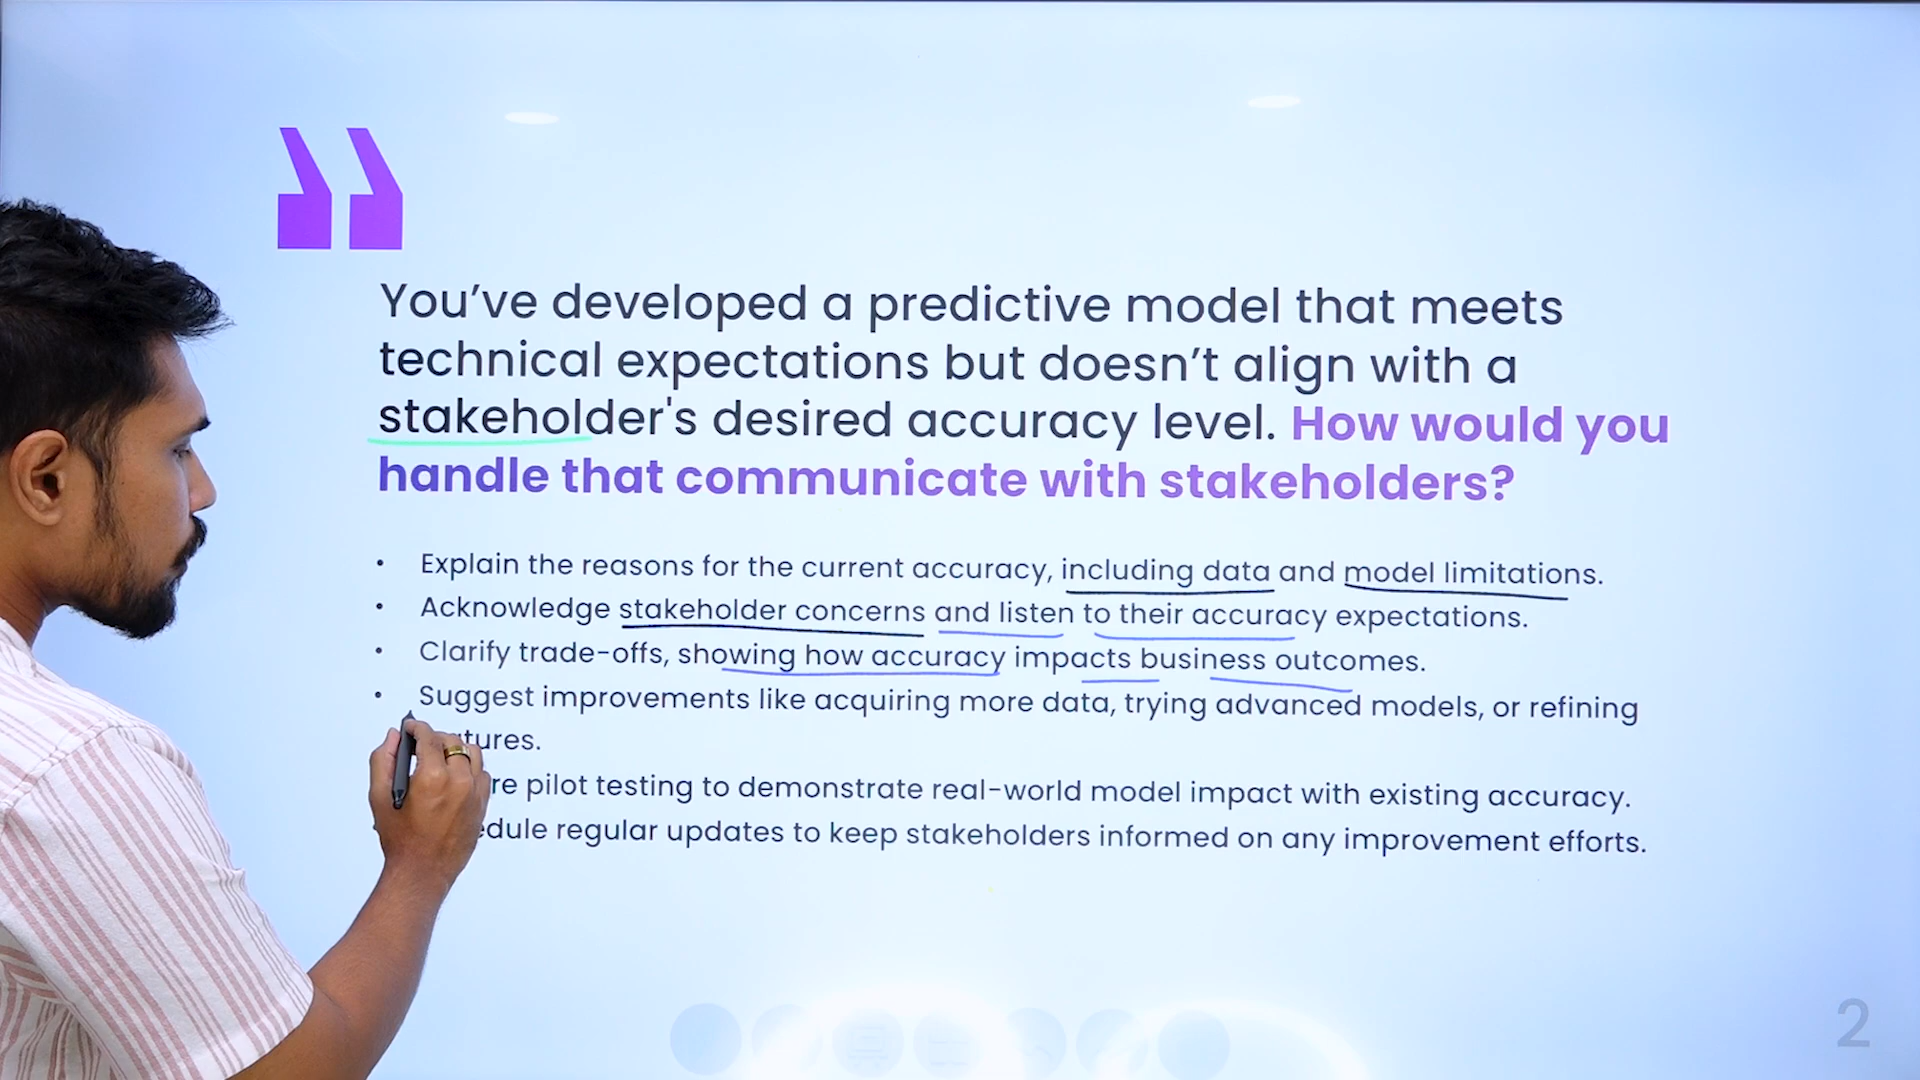 You’ve developed a predictive model that meets
technical expectations but doesn’t align with a
stakeholder's desired accuracy level. How would you
handle that communicate with stakeholders?
• Explain the reasons for the current accuracy, including data and model limitations.
• Acknowledge stakeholder concerns and listen to their accuracy expectations.
• Clarify trade-offs, showing how accuracy impacts business outcomes.
• Suggest improvements like acquiring more data, trying advanced models, or refining
pilot testing to demonstrate real-world model impact with existing accuracy.
regular updates to keep stakeholders informed on any improvement efforts.
2